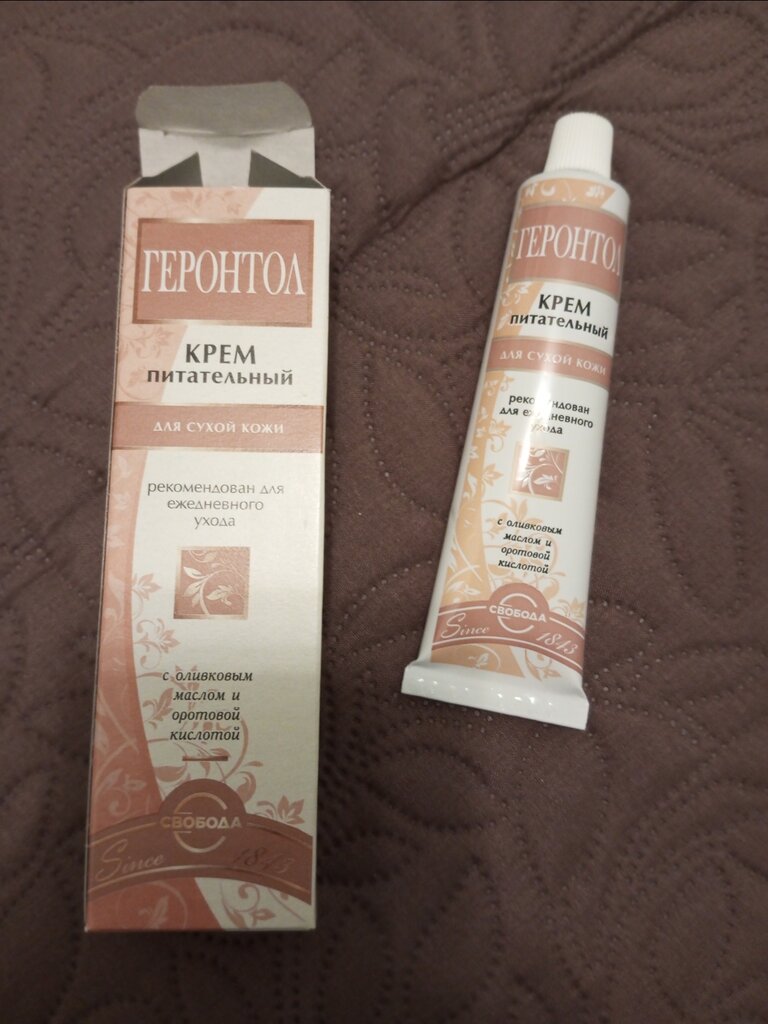 ГЕРОНТОЛ
КРЕМ
питательный
ДЛЯ СУХОЙ КОЖИ
рекомендован для
ежедневного
ухода
с оливковым
маслом и
оротовой
кислотой
СВОБОДА
Since 1843
ГЕРОНТОЛ
КРЕМ
питательный
ДЛЯ СУХОЙ КОЖИ
рекомендован
для ежедневного
ухода
с оливковым
маслом и
оротовой
кислотой
СВОБОДА
Since 1843